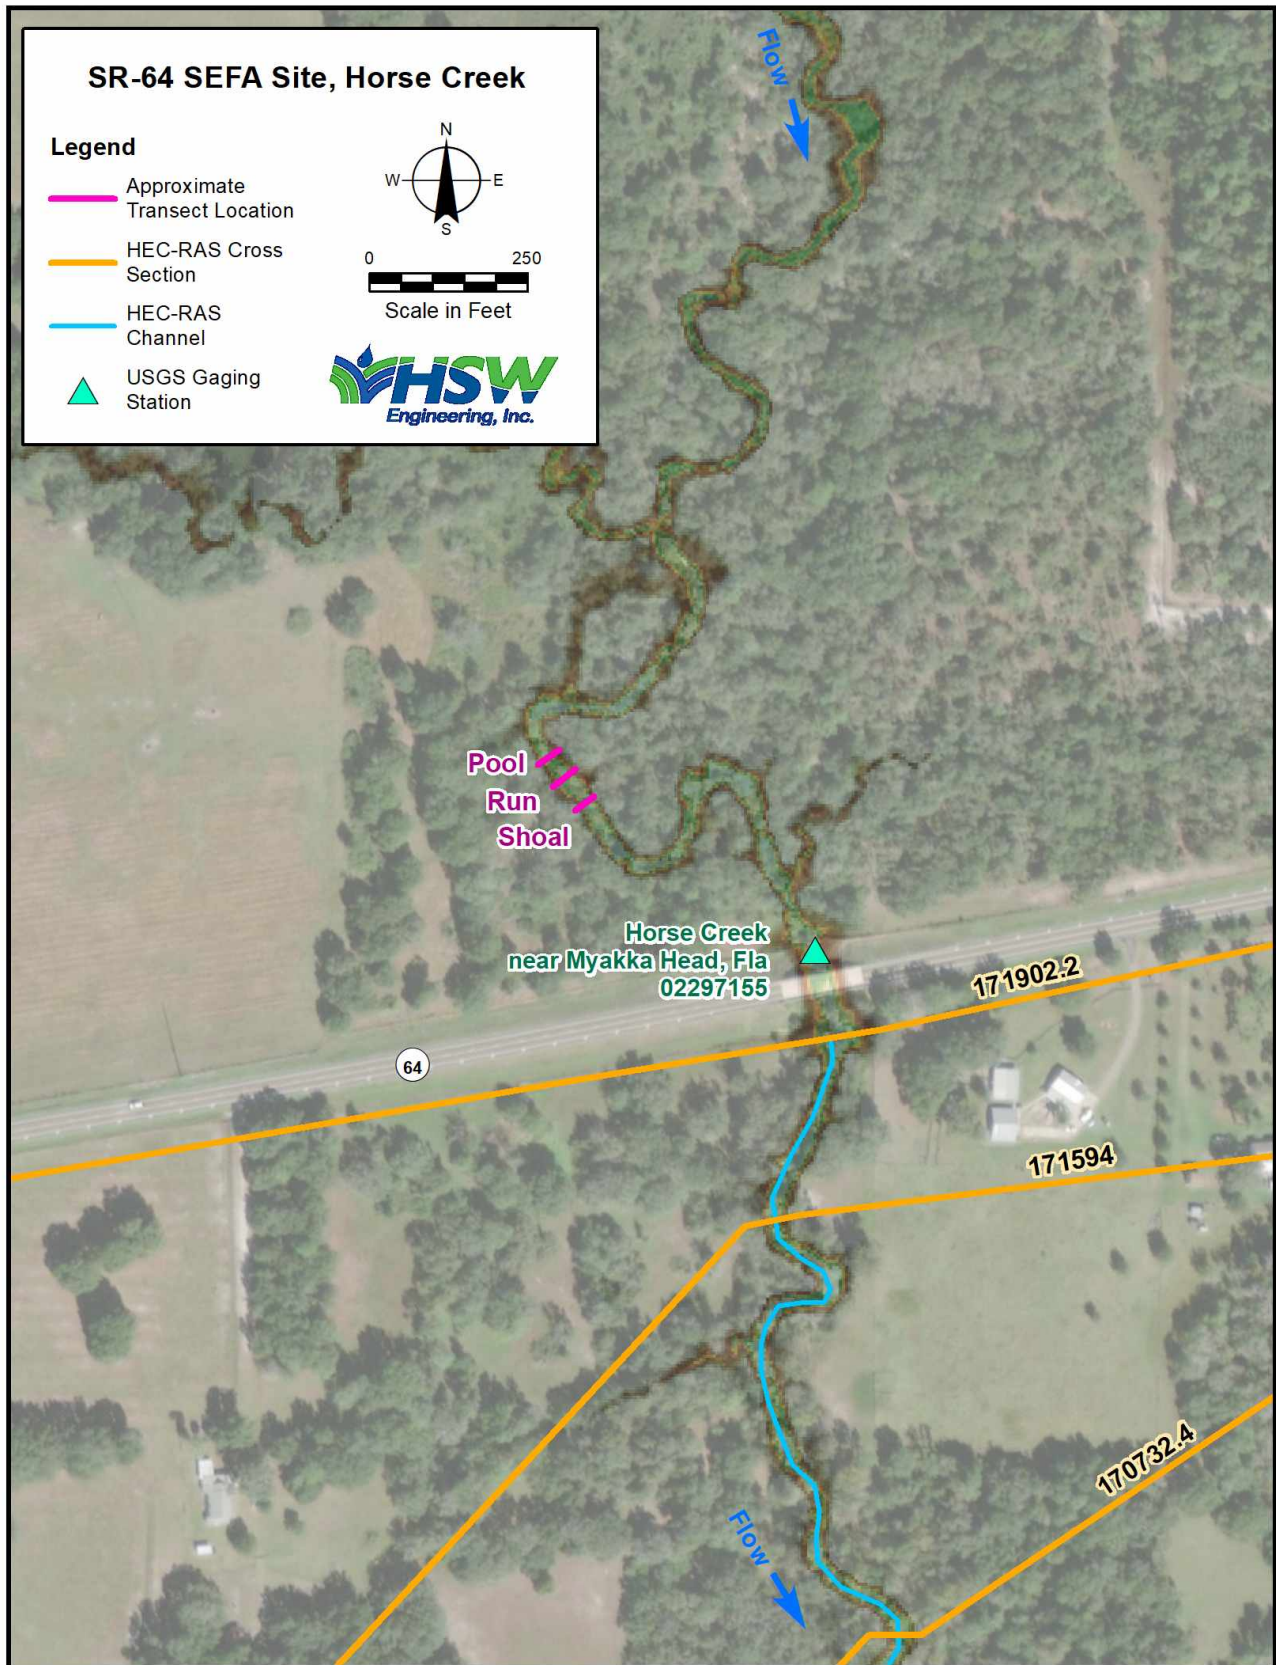 SR-64 SEFA Site, Horse Creek
Legend
Approximate
Transect Location
HEC-RAS Cross
Section
HEC-RAS
Channel
USGS Gaging
Station
N
W
E
S
0
250
Scale in Feet
HSW
Engineering, Inc.
Flow
Pool
Run
Shoal
Horse Creek
near Myakka Head, Fla
02297155
171902.2
64
171594
170732.4
Flow